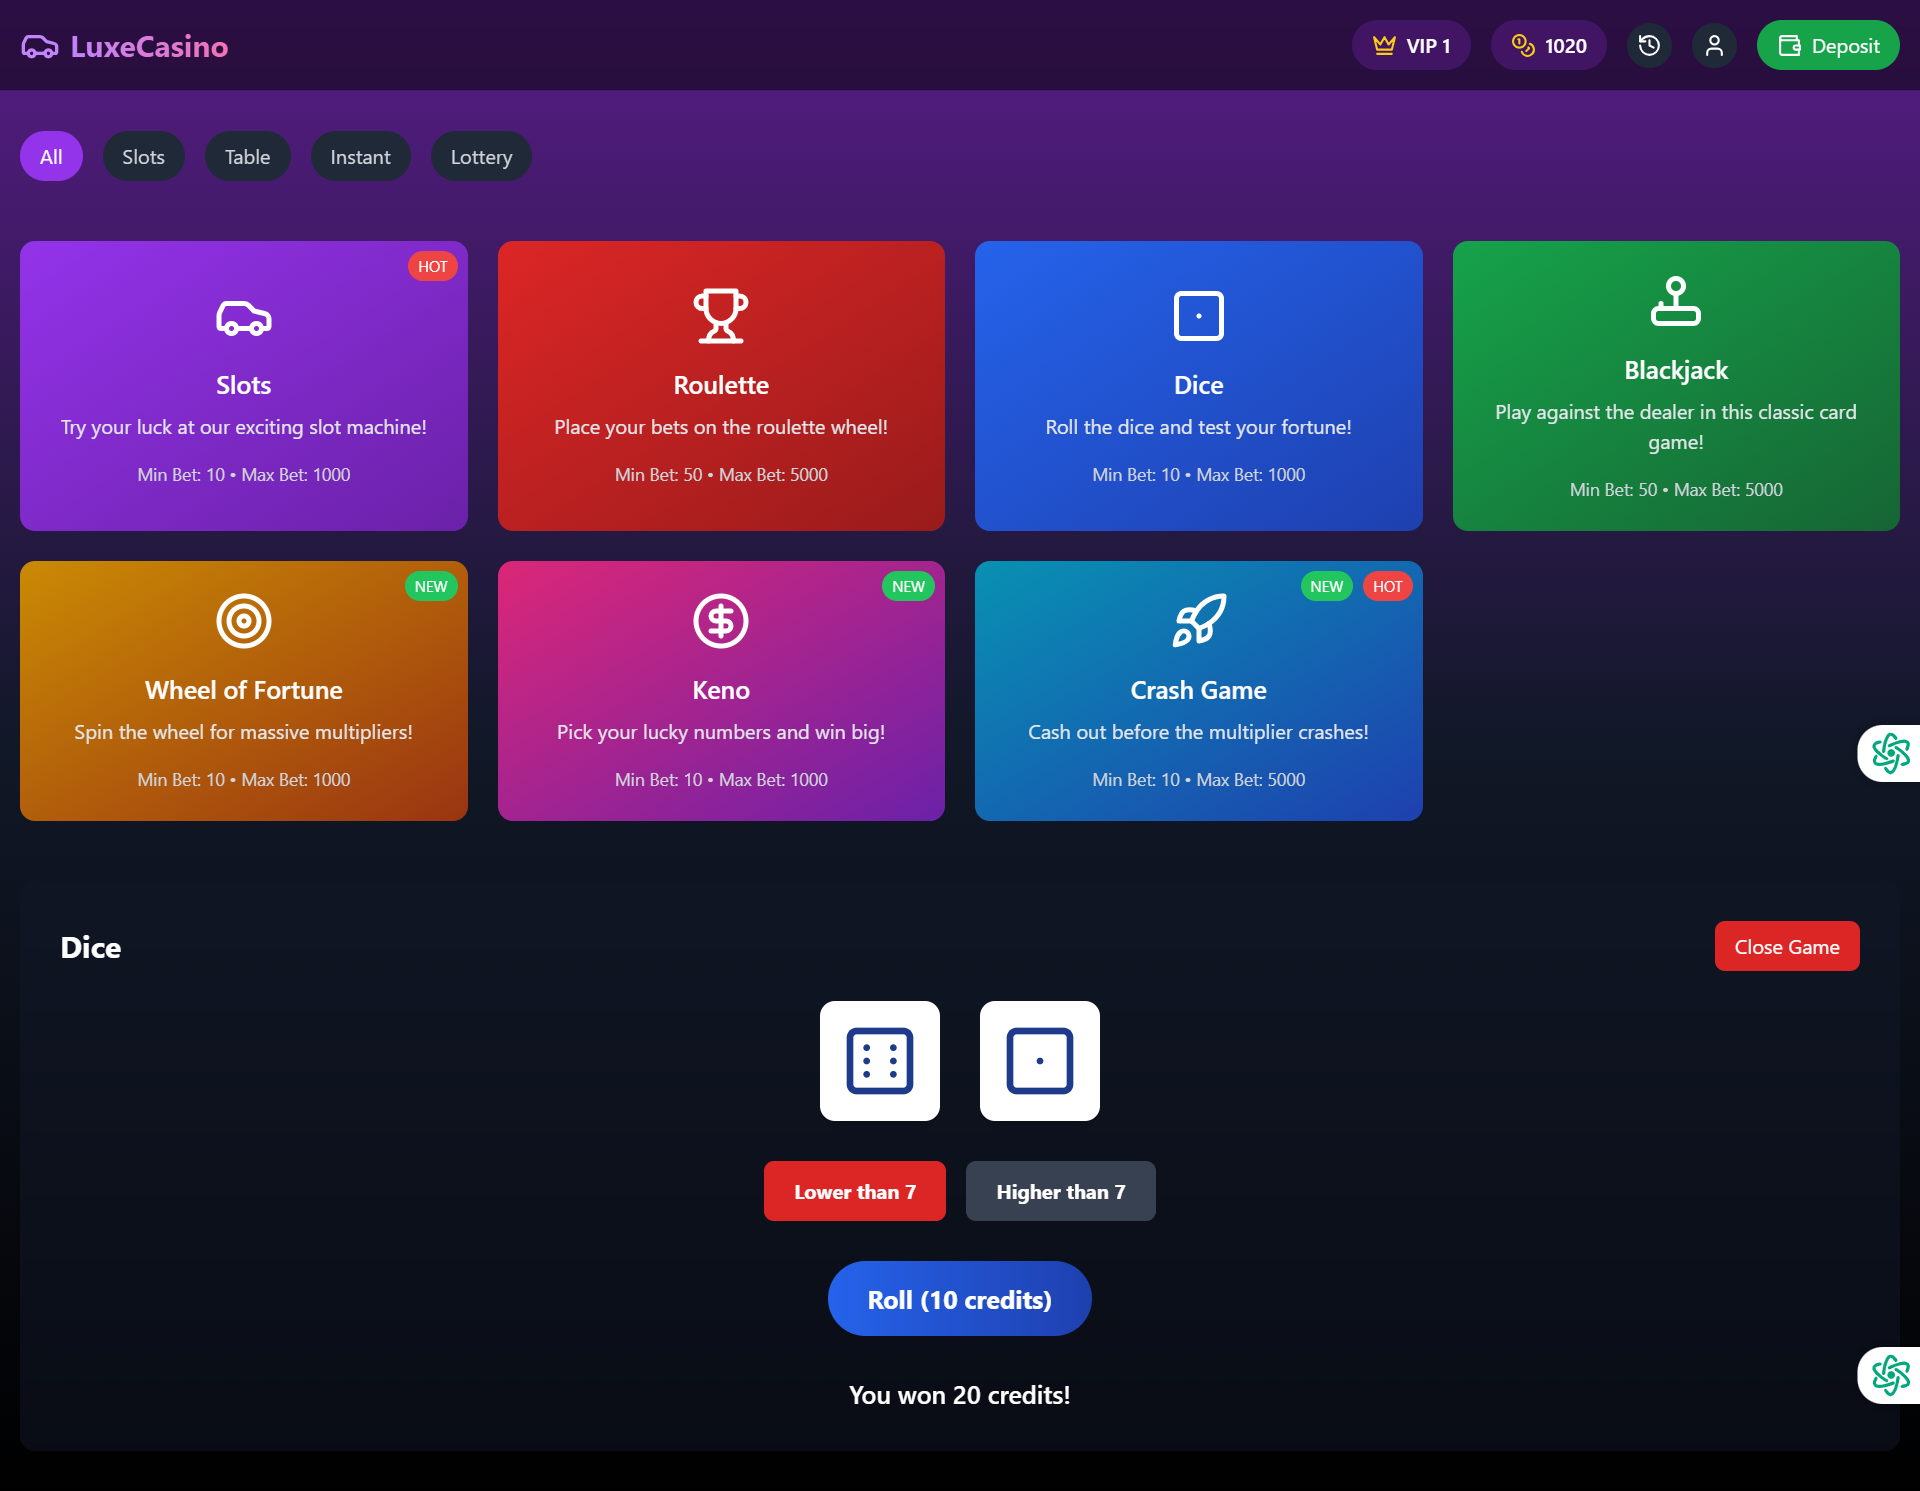 LuxeCasino
VIP 1
1020
Deposit
All
Slots
Table
Instant
Lottery
HOT
Slots
Try your luck at our exciting slot machine!
Min Bet: 10 • Max Bet: 1000
Roulette
Place your bets on the roulette wheel!
Min Bet: 50 • Max Bet: 5000
Dice
Roll the dice and test your fortune!
Min Bet: 10 • Max Bet: 1000
Blackjack
Play against the dealer in this classic card
game!
Min Bet: 50 • Max Bet: 5000
NEW
Wheel of Fortune
Spin the wheel for massive multipliers!
Min Bet: 10 • Max Bet: 1000
NEW
Keno
Pick your lucky numbers and win big!
Min Bet: 10 • Max Bet: 1000
NEW
HOT
Crash Game
Cash out before the multiplier crashes!
Min Bet: 10 • Max Bet: 5000
Dice
Close Game
Lower than 7
Higher than 7
Roll (10 credits)
You won 20 credits!